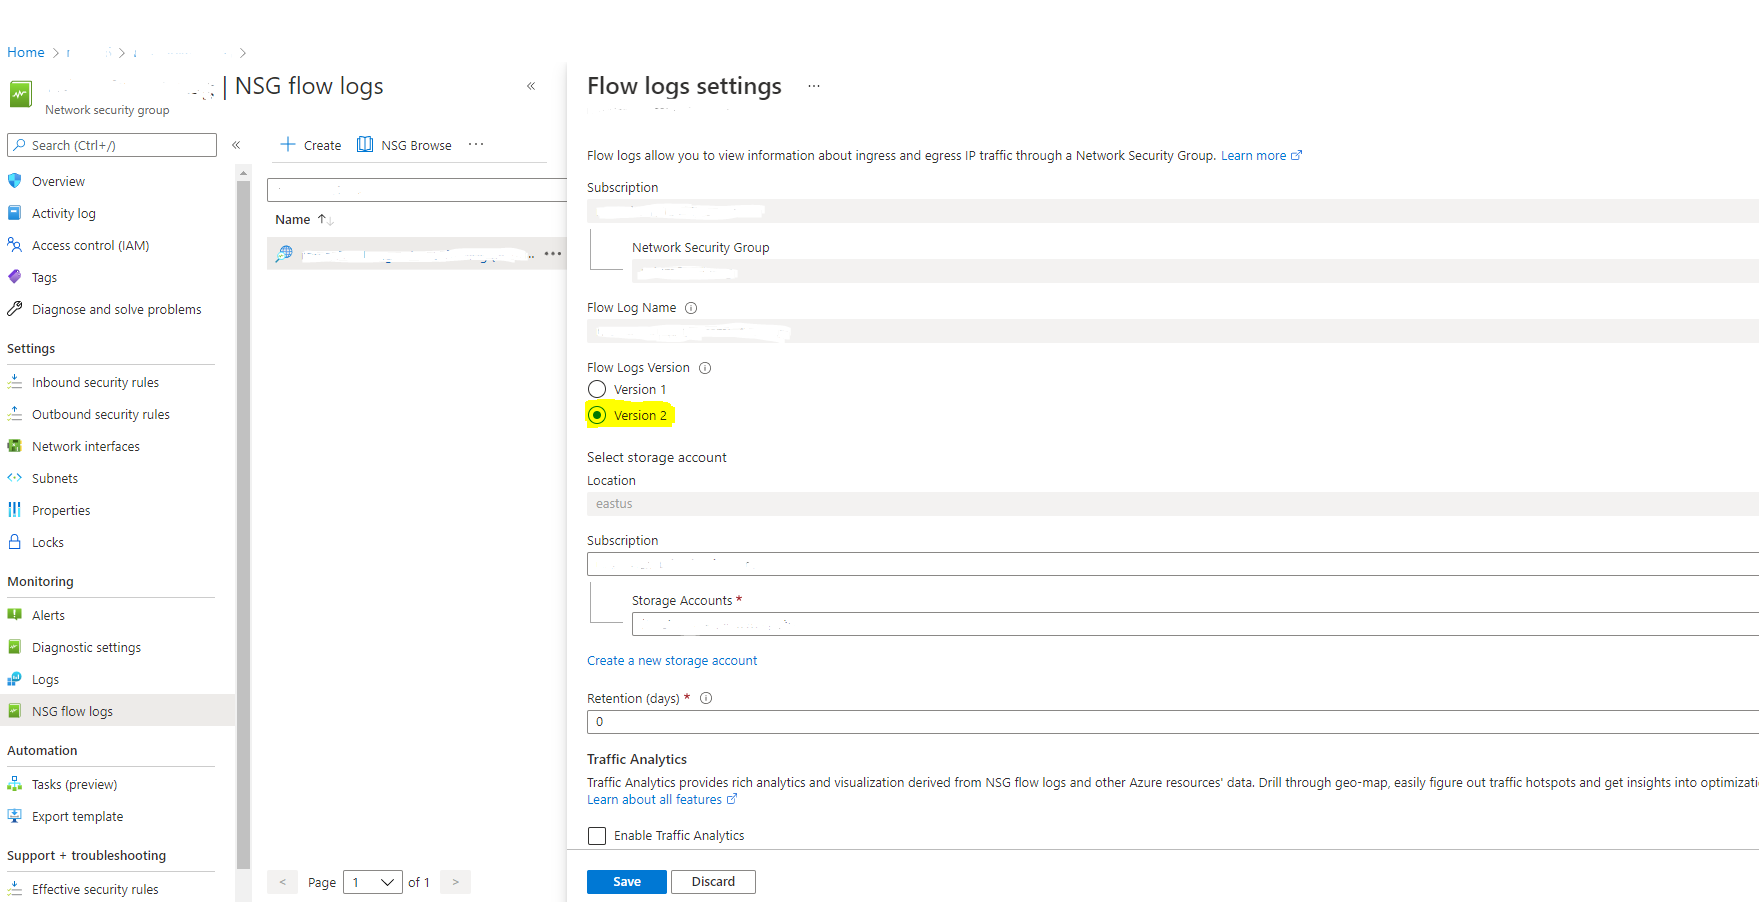 Home
| NSG flow logs
Network security group
Search (Ctrl+/)
Overview
Activity log
Access control (IAM)
Tags
Diagnose and solve problems
Settings
Inbound security rules
Outbound security rules
Network interfaces
Subnets
Properties
Locks
Monitoring
Alerts
Diagnostic settings
Logs
NSG flow logs
Automation
Tasks (preview)
Export template
Support + troubleshooting
Effective security rules
Create
NSG Browse
Name
Page 1 of 1
Flow logs settings
Flow logs allow you to view information about ingress and egress IP traffic through a Network Security Group. Learn more
Subscription
Network Security Group
Flow Log Name
Flow Logs Version
Version 1
Version 2
Select storage account
Location
eastus
Subscription
Storage Accounts *
Create a new storage account
Retention (days) *
0
Traffic Analytics
Traffic Analytics provides rich analytics and visualization derived from NSG flow logs and other Azure resources' data. Drill through geo-map, easily figure out traffic hotspots and get insights into optimizati
Learn about all features
Enable Traffic Analytics
Save
Discard